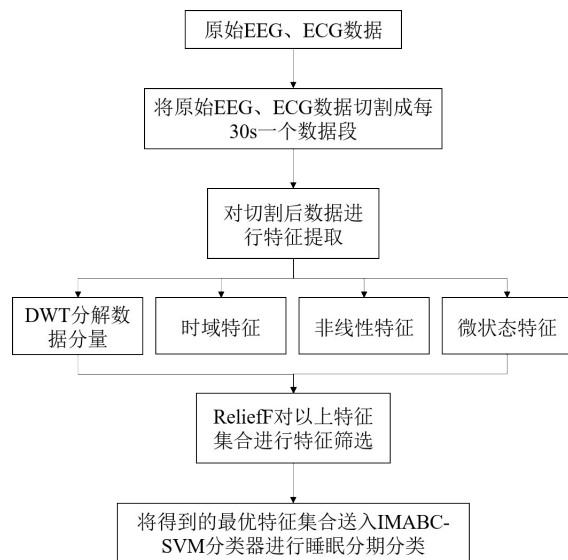 原始EEG、ECG数据
将原始EEG、ECG数据切割成每
30s一个数据段
对切割后数据进
行特征提取
DWT分解数
据分量
时域特征
非线性特征
微状态特征
ReliefF对以上特征
集合进行特征筛选
将得到的最优特征集合送入IMABC-
SVM分类器进行睡眠分期分类